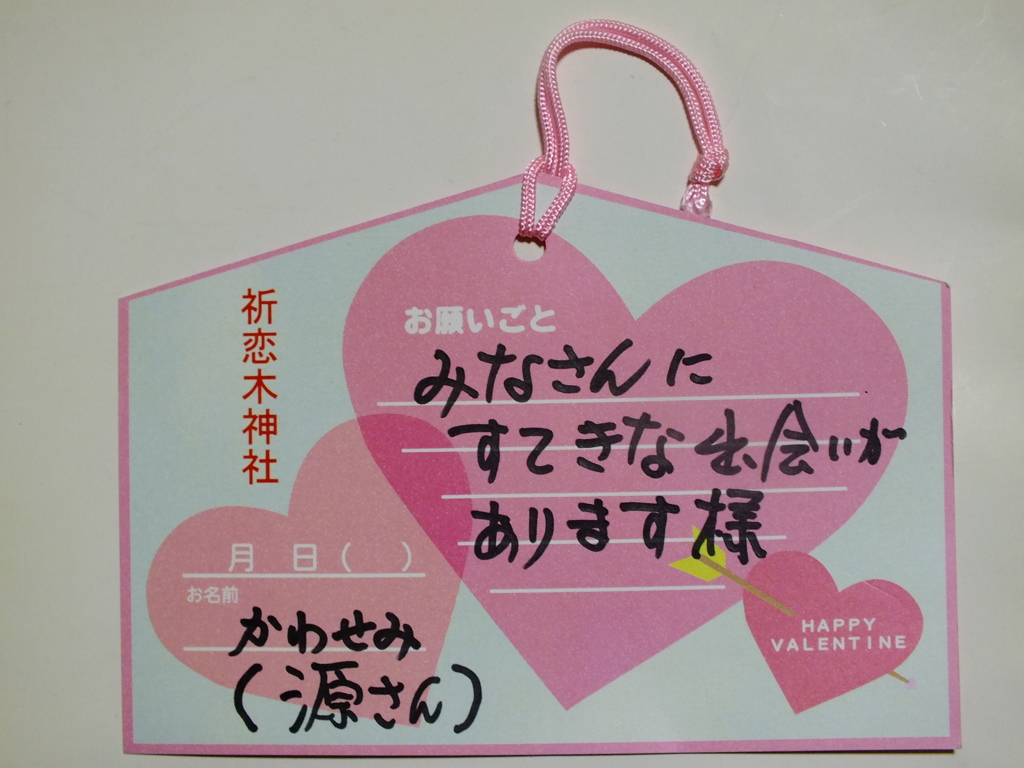 祈恋木神社
お願いごと
みなさんに
すてきな出会いが
あります様
月 日( )
お名前
かわせみ
(源さん)
HAPPY
VALENTINE